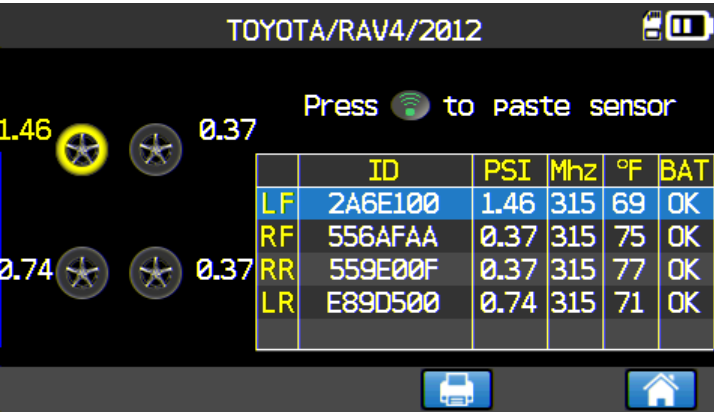 TOYOTA/RAV4/2012
Press to paste sensor
1.46 0.37
ID PSI Mhz °F BAT
LF 2A6E100 1.46 315 69 OK
RF 556AFAA 0.37 315 75 OK
0.74 0.37 RR 559E00F 0.37 315 77 OK
LR E89D500 0.74 315 71 OK